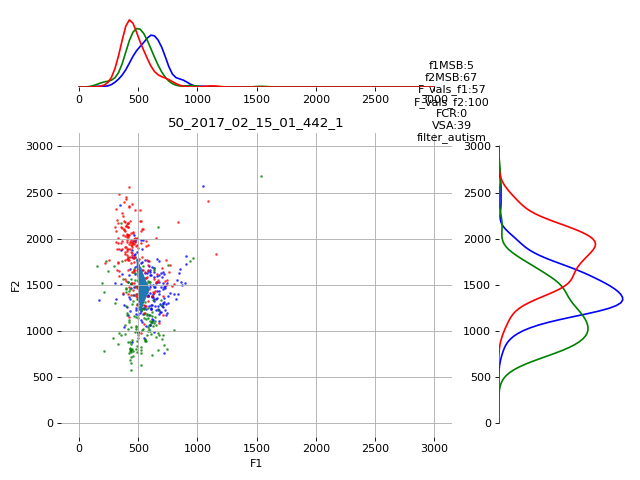 f1MSB:5
f2MSB:67
F_vals_f1:57
F_vals_f2:100
FCR:0
VSA:39
filter_autism
0 500 1000 1500 2000 2500 3000
50_2017_02_15_01_442_1
3000
2500
2000
1500
1000
500
0
F2
0 500 1000 1500 2000 2500 3000
F1
3000
2500
2000
1500
1000
500
0